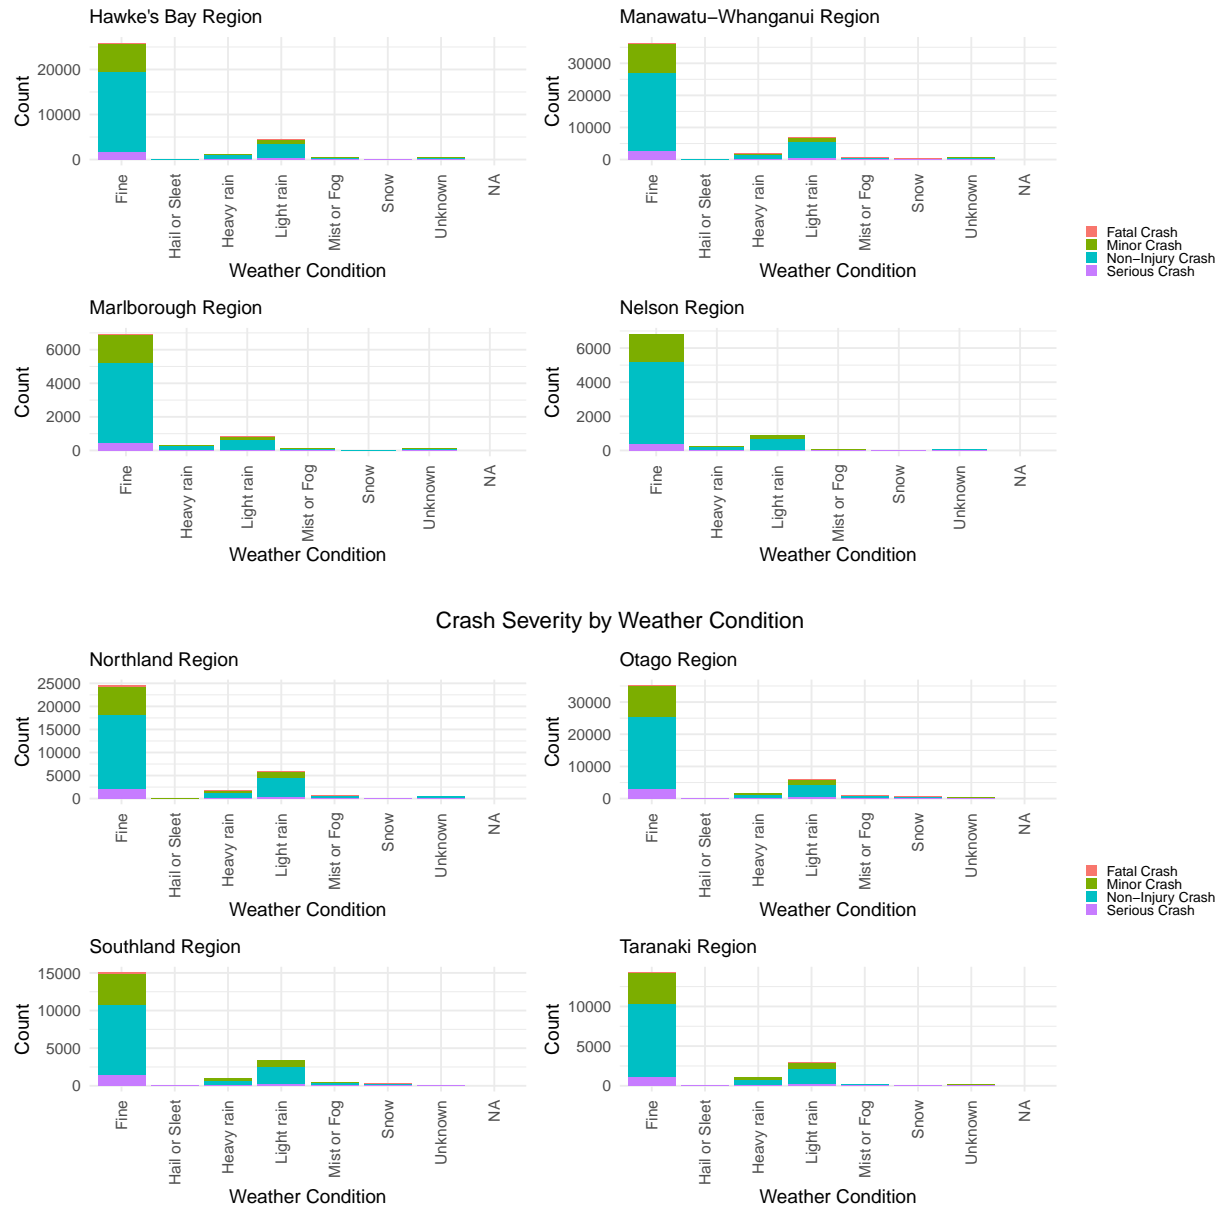 Hawke's Bay Region
Count
20000
10000
0
Fine
Hail or Sleet
Heavy rain
Light rain
Mist or Fog
Snow
Unknown
NA
Weather Condition
Manawatu−Whanganui Region
Count
30000
20000
10000
0
Fine
Hail or Sleet
Heavy rain
Light rain
Mist or Fog
Snow
Unknown
NA
Weather Condition
Fatal Crash
Minor Crash
Non−Injury Crash
Serious Crash
Marlborough Region
Count
6000
4000
2000
0
Fine
Heavy rain
Light rain
Mist or Fog
Snow
Unknown
NA
Weather Condition
Nelson Region
Count
6000
4000
2000
0
Fine
Heavy rain
Light rain
Mist or Fog
Snow
Unknown
NA
Weather Condition
Crash Severity by Weather Condition
Northland Region
Count
25000
20000
15000
10000
5000
0
Fine
Hail or Sleet
Heavy rain
Light rain
Mist or Fog
Snow
Unknown
NA
Weather Condition
Otago Region
Count
30000
20000
10000
0
Fine
Hail or Sleet
Heavy rain
Light rain
Mist or Fog
Snow
Unknown
NA
Weather Condition
Fatal Crash
Minor Crash
Non−Injury Crash
Serious Crash
Southland Region
Count
15000
10000
5000
0
Fine
Hail or Sleet
Heavy rain
Light rain
Mist or Fog
Snow
Unknown
NA
Weather Condition
Taranaki Region
Count
10000
5000
0
Fine
Hail or Sleet
Heavy rain
Light rain
Mist or Fog
Snow
Unknown
NA
Weather Condition